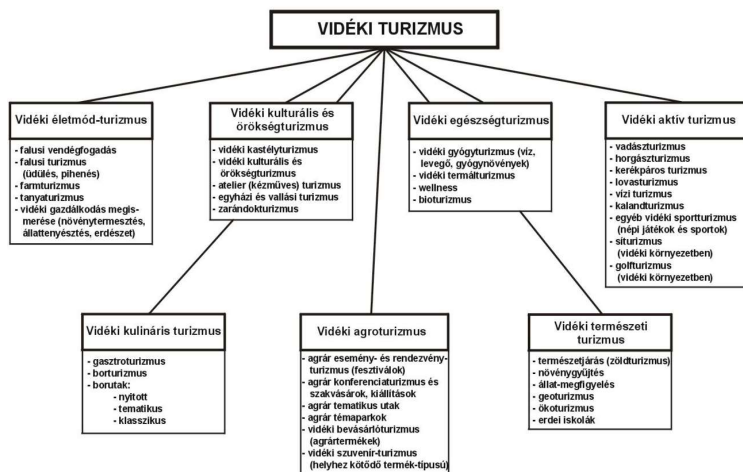 VIDÉKI TURIZMUS
Vidéki életmód-turizmus
- falusi vendégfogadás
- falusi turizmus
(üdülés, pihenés)
- farmturizmus
- tanyaturizmus
- vidéki gazdálkodás megis-
merése (növénytermesztés,
állattenyésztés, erdészet)
Vidéki kulturális és
örökségturizmus
- vidéki kastélyturizmus
- vidéki kulturális és
örökségturizmus
- atelier (kézműves) turizmus
- egyházi és vallási turizmus
- zarándokturizmus
Vidéki egészségturizmus
- vidéki gyógyturizmus (víz,
levegő, gyógynövények)
- vidéki termálturizmus
- wellness
- bioturizmus
Vidéki aktív turizmus
- vadászturizmus
- horgászturizmus
- kerékpáros turizmus
- lovasturizmus
- vízi turizmus
- kalandturizmus
- egyéb vidéki sportturizmus
(népi játékok és sportok)
- síturizmus
(vidéki környezetben)
- golfturizmus
(vidéki környezetben)
Vidéki kulináris turizmus
- gasztroturizmus
- borturizmus
- borutak:
- nyitott
- tematikus
- klasszikus
Vidéki agroturizmus
- agrár esemény- és rendezvény-
turizmus (fesztiválok)
- agrár konferenciaturizmus és
szakvásárok, kiállítások
- agrár tematikus utak
- agrár témaparkok
- vidéki bevásárlóturizmus
(agrártermékek)
- vidéki szuvenír-turizmus
(helyhez kötődő termék-típusú)
Vidéki természeti
turizmus
- természetjárás (zöldturizmus)
- növénygyűjtés
- állat-megfigyelés
- geoturizmus
- ökoturizmus
- erdei iskolák